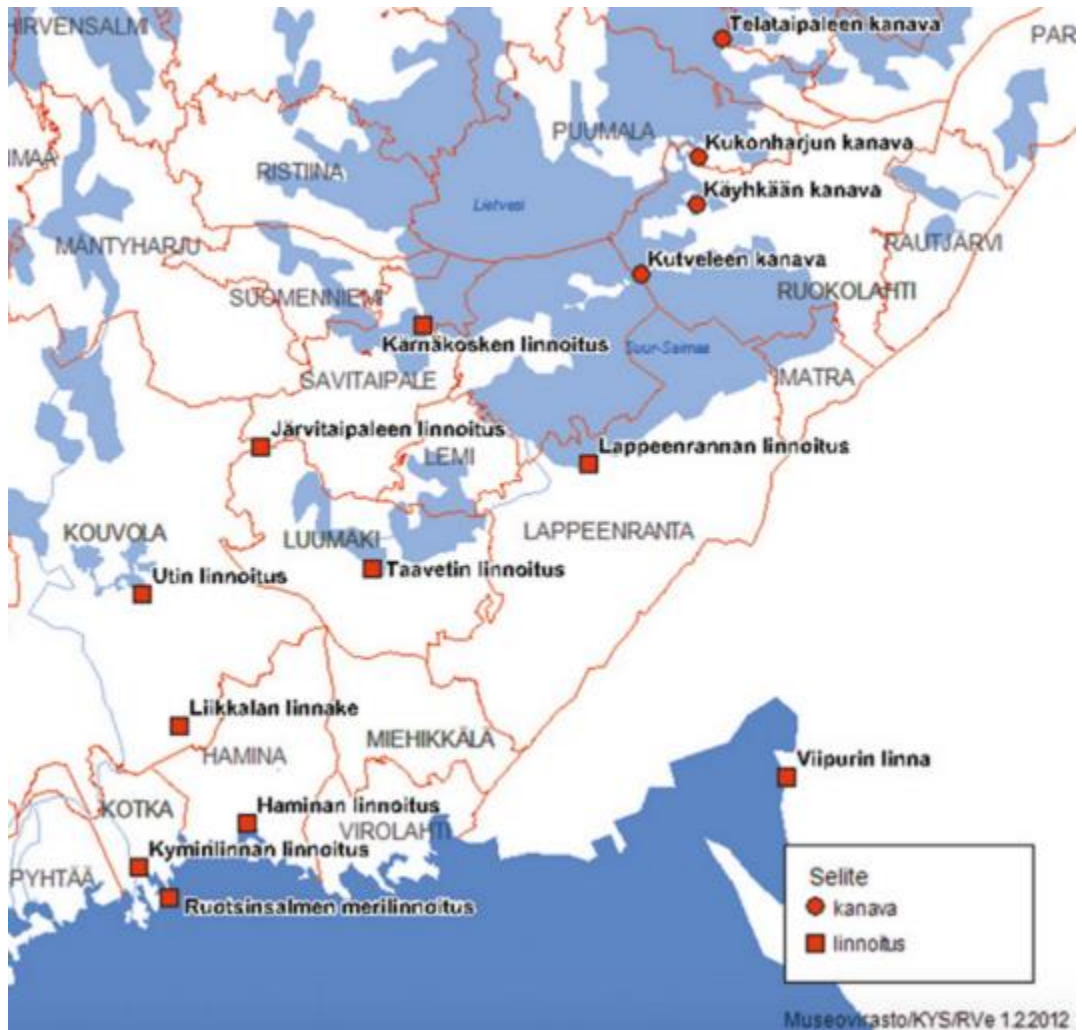 HIRVENSALMI
Telataipaleen kanava
PAR
PUUMALA
Kukonharjun kanava
IMAA
RISTIINA
Käyhkään kanava
Lietvesi
MÄNTYHARJU
RAUTJÄRVI
Kutveleen kanava
SUOMENNIEMI
RUOKOLAHTI
Kärnäkosken linnoitus
Suur-Saimaa
SAVITAIPALE
IMATRA
Järvitaipaleen linnoitus
LEMI
Lappeenrannan linnoitus
KOUVOLA
LUUMÄKI
LAPPEENRANTA
Utin linnoitus
Taavetin linnoitus
Liikkalan linnake
MIEHIKKÄLÄ
HAMINA
Viipurin linna
KOTKA
Haminan linnoitus
VIROLAHTI
Kyminlinnan linnoitus
PYHTÄÄ
Ruotsinsalmen merilinnoitus
Selite
kanava
linnoitus
Museovirasto/KYS/RVe 1.2.2012